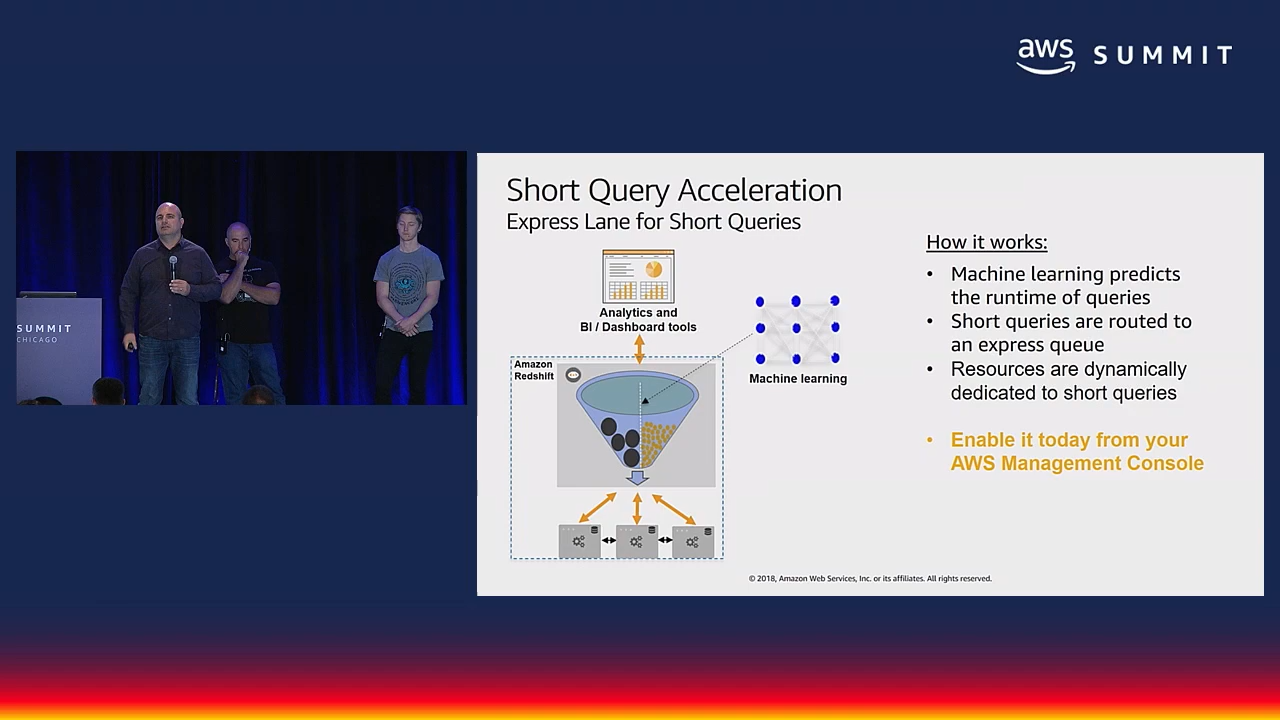 aws SUMMIT
SUMMIT
CHICAGO
Short Query Acceleration
Express Lane for Short Queries
Analytics and
BI / Dashboard tools
Amazon
Redshift
Machine learning
How it works:
• Machine learning predicts
the runtime of queries
• Short queries are routed to
an express queue
• Resources are dynamically
dedicated to short queries
• Enable it today from your
AWS Management Console
© 2018, Amazon Web Services, Inc. or its affiliates. All rights reserved.